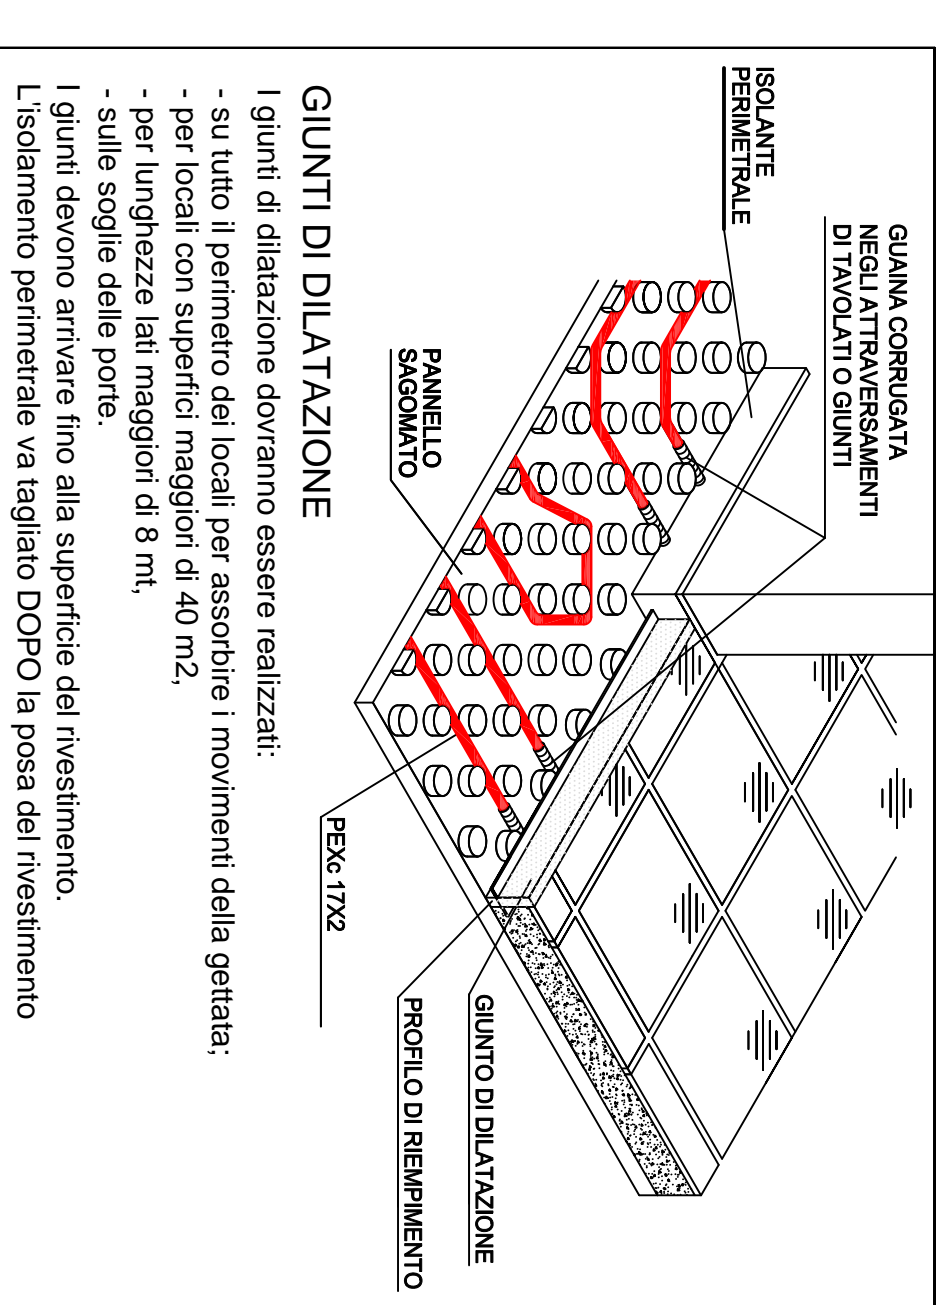 GUAINA CORRUGATA
NEGLI ATTRAVERSAMENTI
DI TAVOLATI O GIUNTI
ISOLANTE
PERIMETRALE
PANNELLO
SAGOMATO
PEXc 17X2
GIUNTO DI DILATAZIONE
PROFILO DI RIEMPIMENTO
GIUNTI DI DILATAZIONE
I giunti di dilatazione dovranno essere realizzati:
- su tutto il perimetro dei locali per assorbire i movimenti della gettata;
- per locali con superfici maggiori di 40 m2,
- per lunghezze lati maggiori di 8 mt,
- sulle soglie delle porte.
I giunti devono arrivare fino alla superficie del rivestimento.
L'isolamento perimetrale va tagliato DOPO la posa del rivestimento